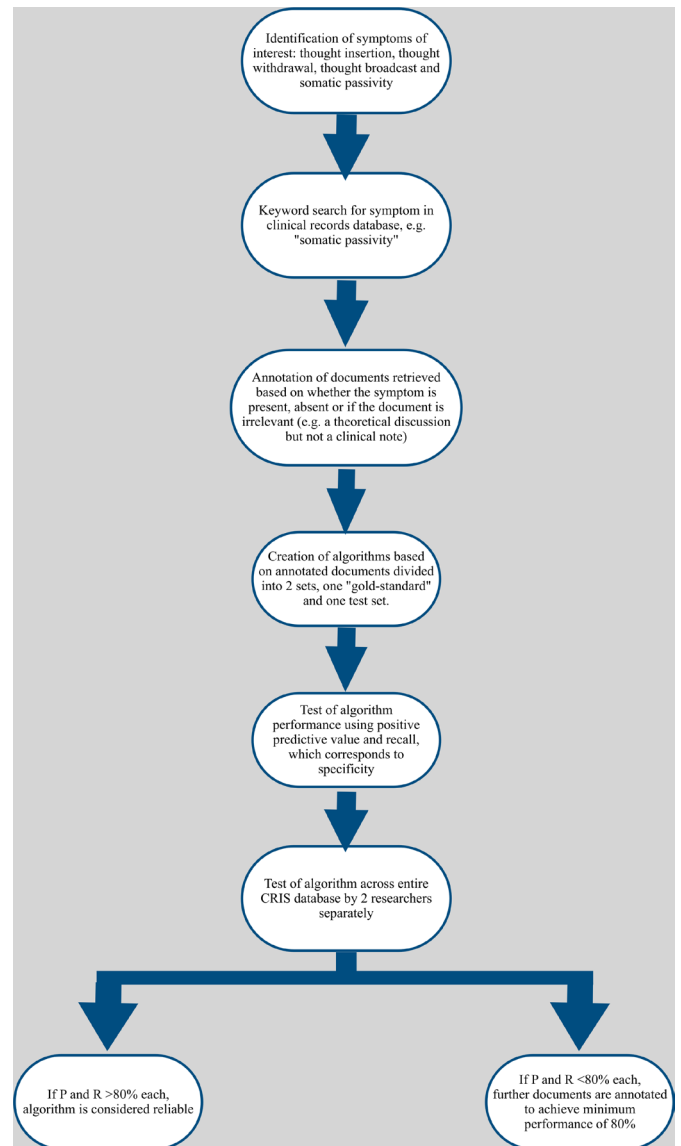 Identification of symptoms of
interest: thought insertion, thought
withdrawal, thought broadcast and
somatic passivity
Keyword search for symptom in
clinical records database, e.g.
"somatic passivity"
Annotation of documents retrieved
based on whether the symptom is
present, absent or if the document is
irrelevant (e.g. a theoretical discussion
but not a clinical note)
Creation of algorithms based
on annotated documents divided
into 2 sets, one "gold-standard"
and one test set.
Test of algorithm
performance using positive
predictive value and recall,
which corresponds to
specificity
Test of algorithm across entire
CRIS database by 2 researchers
separately
If P and R >80% each,
algorithm is considered reliable
If P and R <80% each,
further documents are annotated
to achieve minimum
performance of 80%